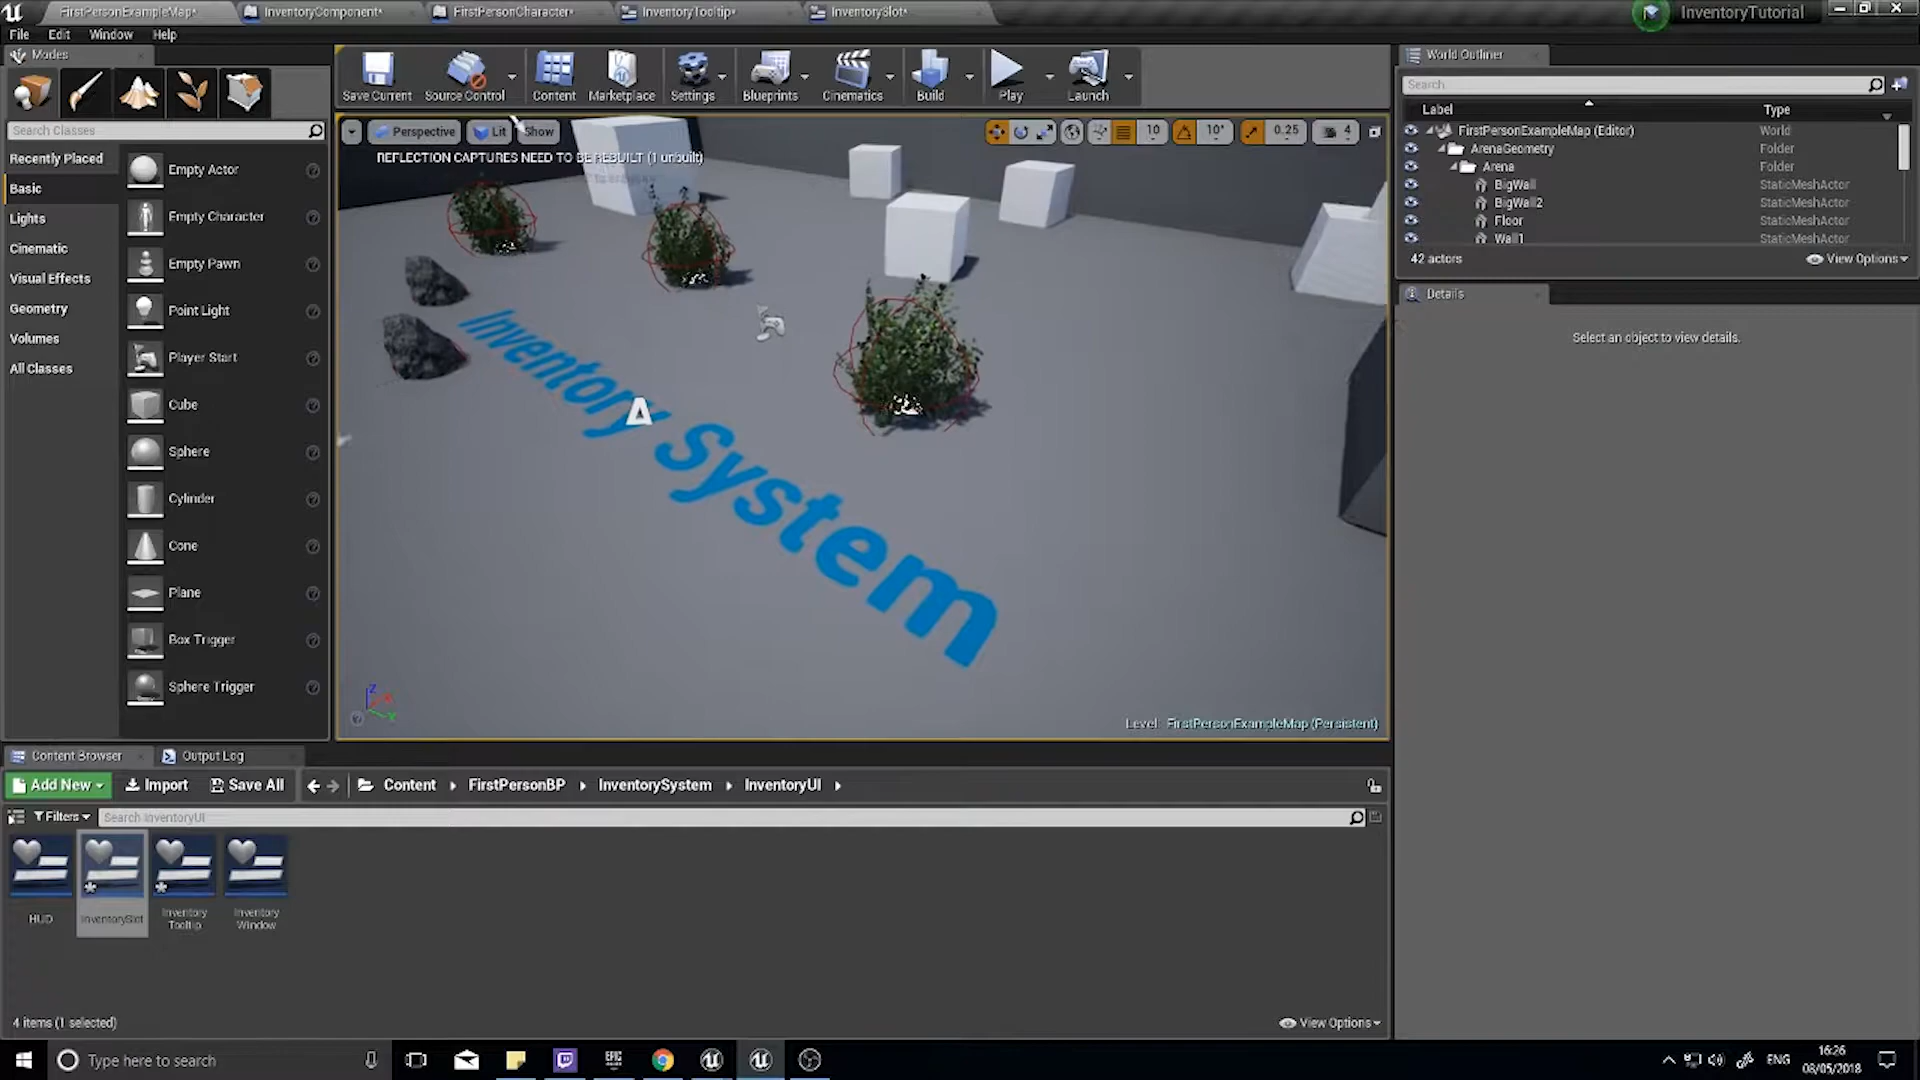 FirstPersonExampleMap*
InventoryComponent*
FirstPersonCharacter*
InventoryTooltip*
InventorySlot*
InventoryTutorial
File
Edit
Window
Help
Modes
Search Classes
Recently Placed
Basic
Lights
Cinematic
Visual Effects
Geometry
Volumes
All Classes
Empty Actor
Empty Character
Empty Pawn
Point Light
Player Start
Cube
Sphere
Cylinder
Cone
Plane
Box Trigger
Sphere Trigger
Save Current
Source Control
Content
Marketplace
Settings
Blueprints
Cinematics
Build
Play
Launch
Perspective
Lit
Show
10
10°
0.25
4
REFLECTION CAPTURES NEED TO BE REBUILT (1 unbuilt)
Inventory System
Level: FirstPersonExampleMap (Persistent)
World Outliner
Search
Label
Type
FirstPersonExampleMap (Editor)
World
ArenaGeometry
Folder
Arena
Folder
BigWall
StaticMeshActor
BigWall2
StaticMeshActor
Floor
StaticMeshActor
Wall1
StaticMeshActor
42 actors
View Options
Details
Select an object to view details.
Content Browser
Output Log
Add New
Import
Save All
Content
FirstPersonBP
InventorySystem
InventoryUI
Filters
Search InventoryUI
HUD
InventorySlot
Inventory
Tooltip
Inventory
Window
4 items (1 selected)
View Options
Type here to search
EPIC
ENG
16:26
08/05/2018